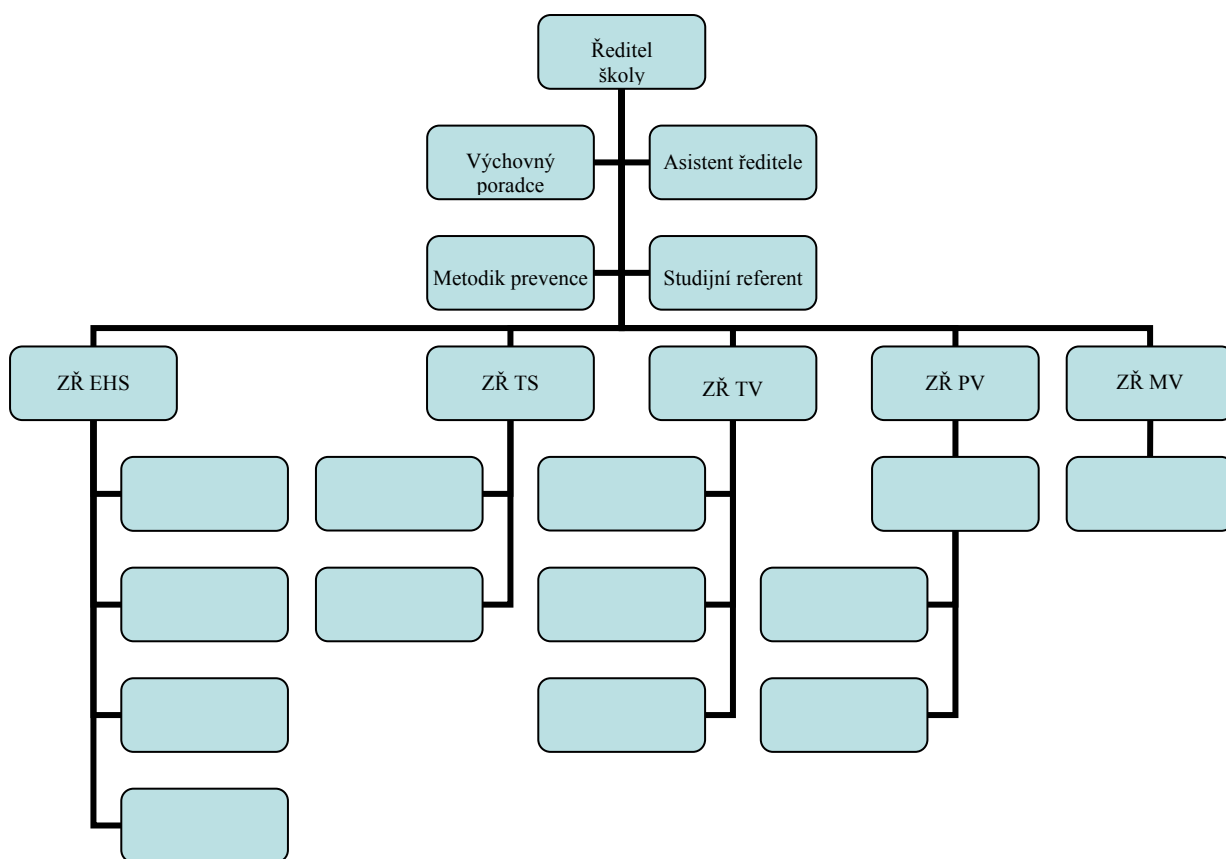 Ředitel
školy
Výchovný
poradce
Asistent ředitele
Metodik prevence
Studijní referent
ZŘ EHS
ZŘ TS
ZŘ TV
ZŘ PV
ZŘ MV